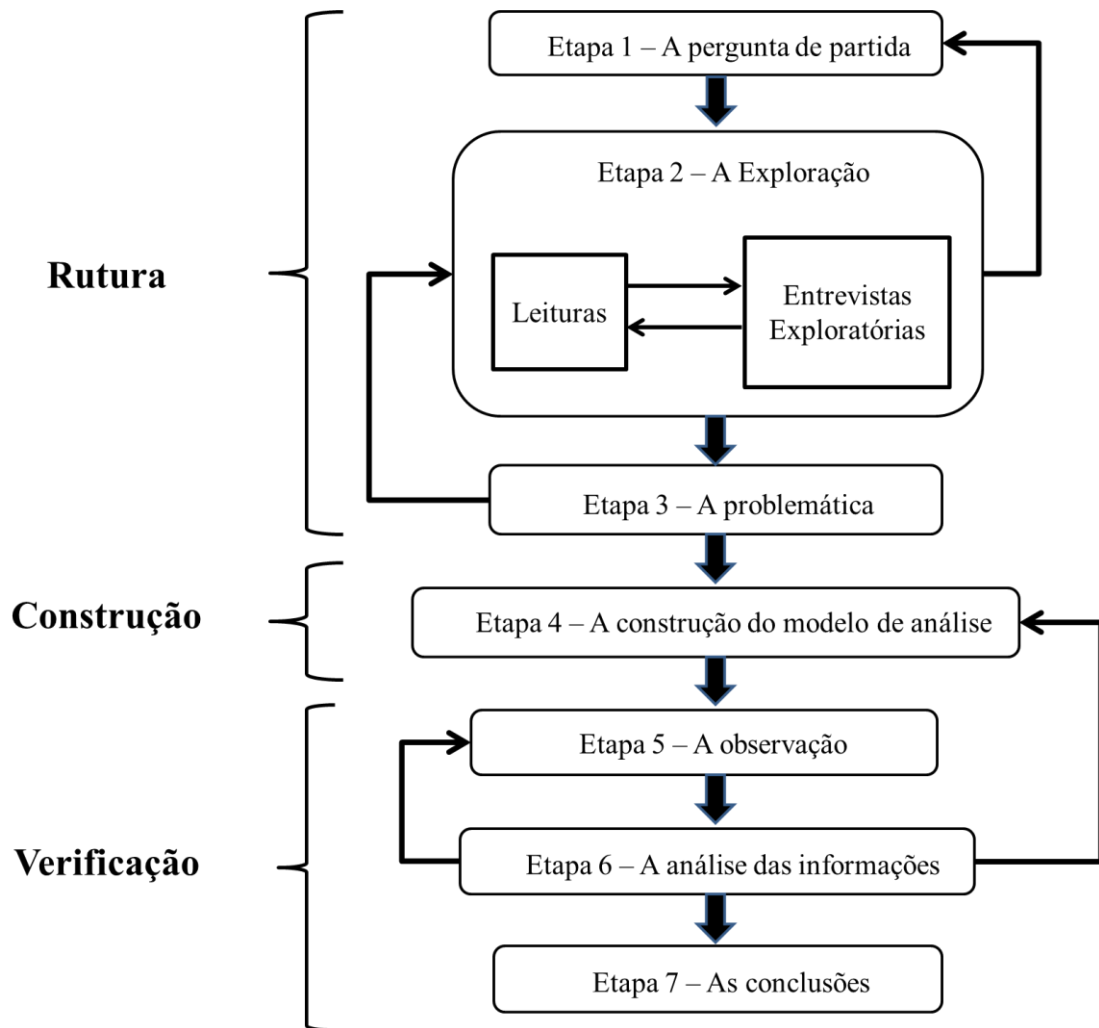 Etapa 1 – A pergunta de partida
Etapa 2 – A Exploração
Rutura
Leituras
Entrevistas
Exploratórias
Etapa 3 – A problemática
Construção
Etapa 4 – A construção do modelo de análise
Etapa 5 – A observação
Verificação
Etapa 6 – A análise das informações
Etapa 7 – As conclusões